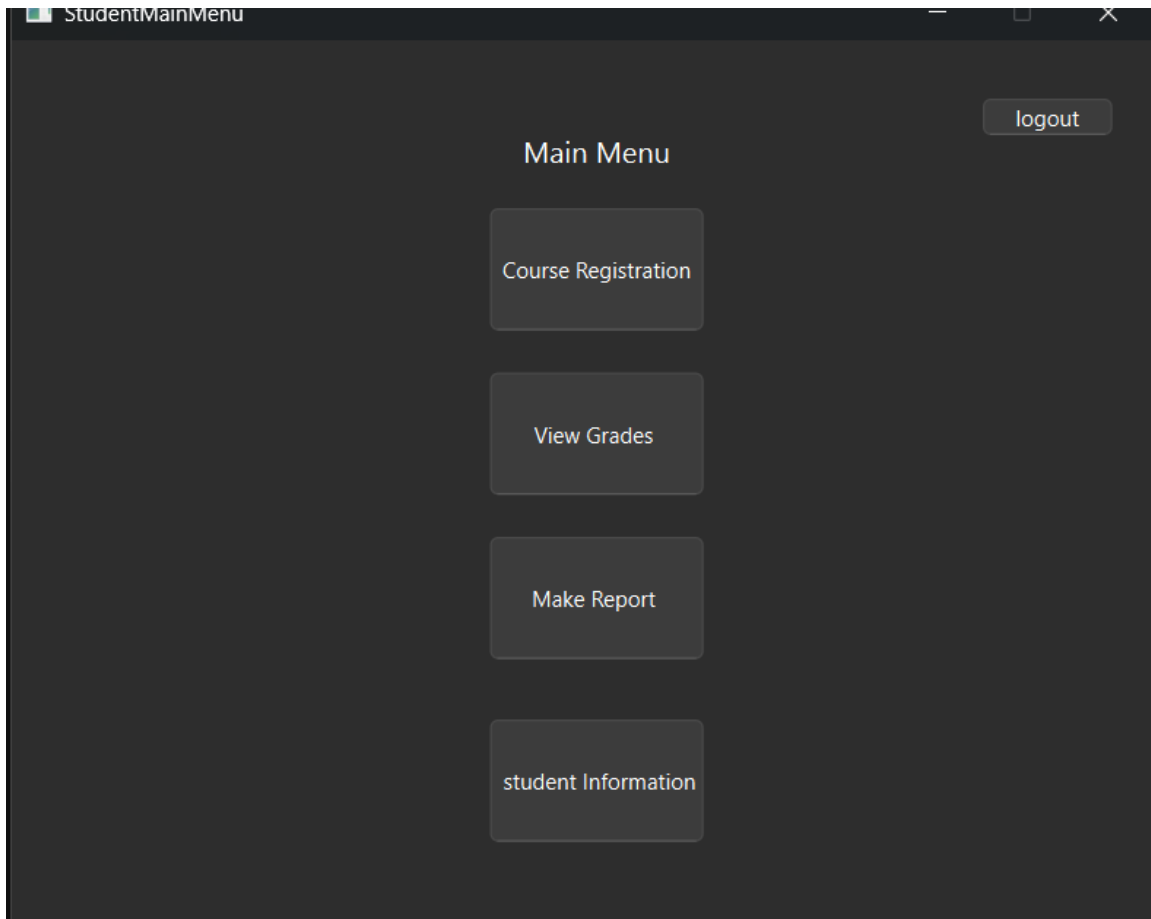 StudentMainMenu
logout
Main Menu
Course Registration
View Grades
Make Report
student Information